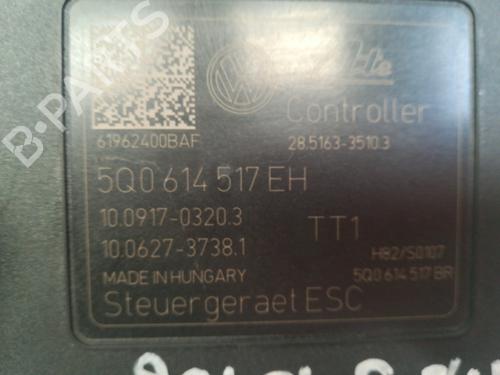 B-PARTS
Ate
Controller
61962400BAF
28.5163-3510.3
5Q0 614 517 EH
10.0917-0320.3
10.0627-3738.1
TT1
H82/S0107
MADE IN HUNGARY
5Q0 614 517 BR
Steuergeraet ESC